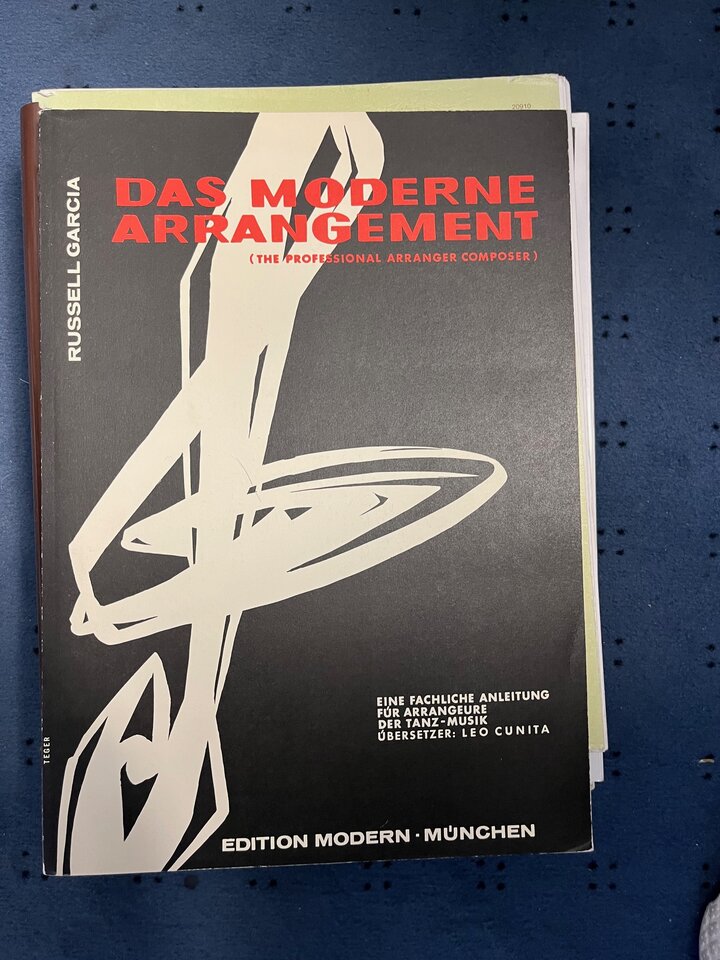 20910
RUSSELL GARCIA
DAS MODERNE
ARRANGEMENT
(THE PROFESSIONAL ARRANGER COMPOSER)
EINE FACHLICHE ANLEITUNG
FÜR ARRANGEURE
DER TANZ-MUSIK
ÜBERSETZER: LEO CUNITA
TEGER
EDITION MODERN · MÜNCHEN